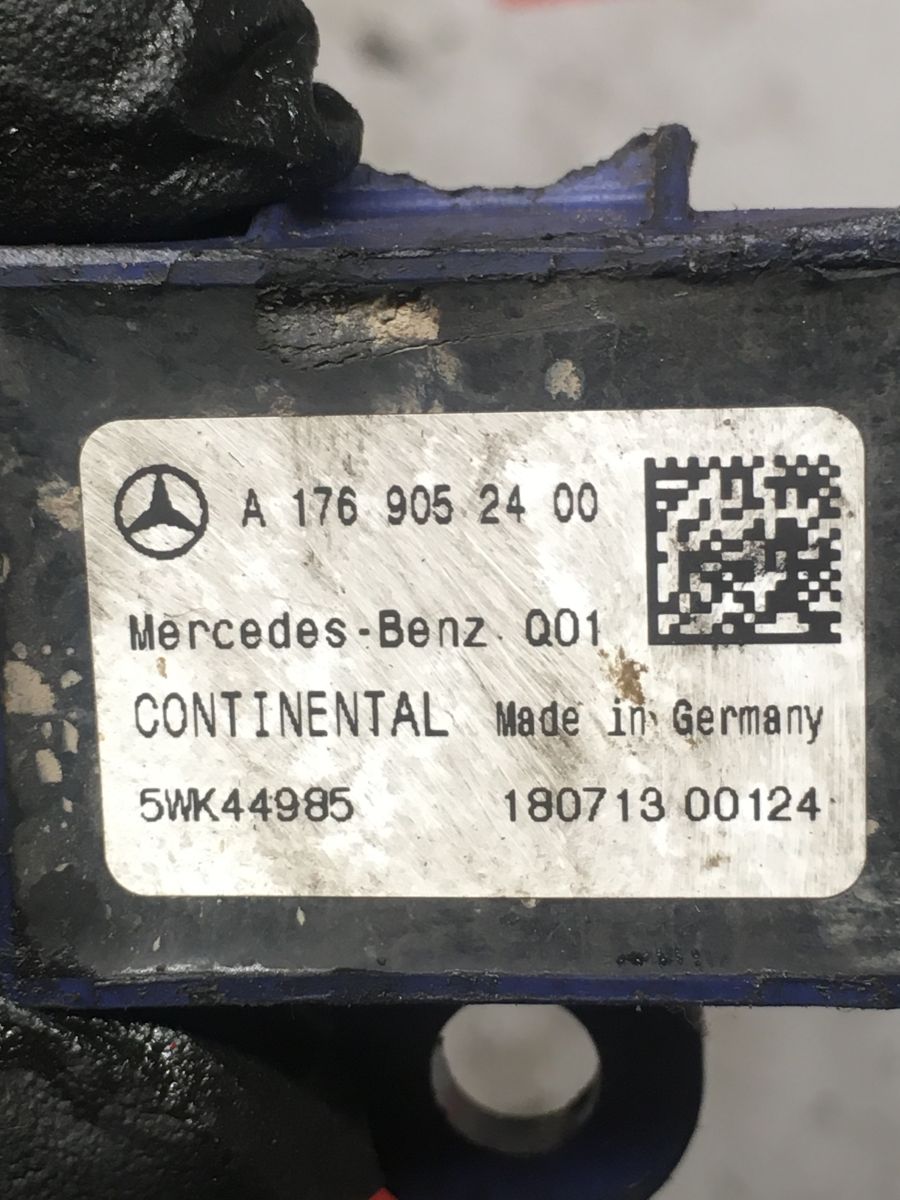 A 176 905 24 00
Mercedes-Benz Q01
CONTINENTAL Made in Germany
5WK44985 180713 00124